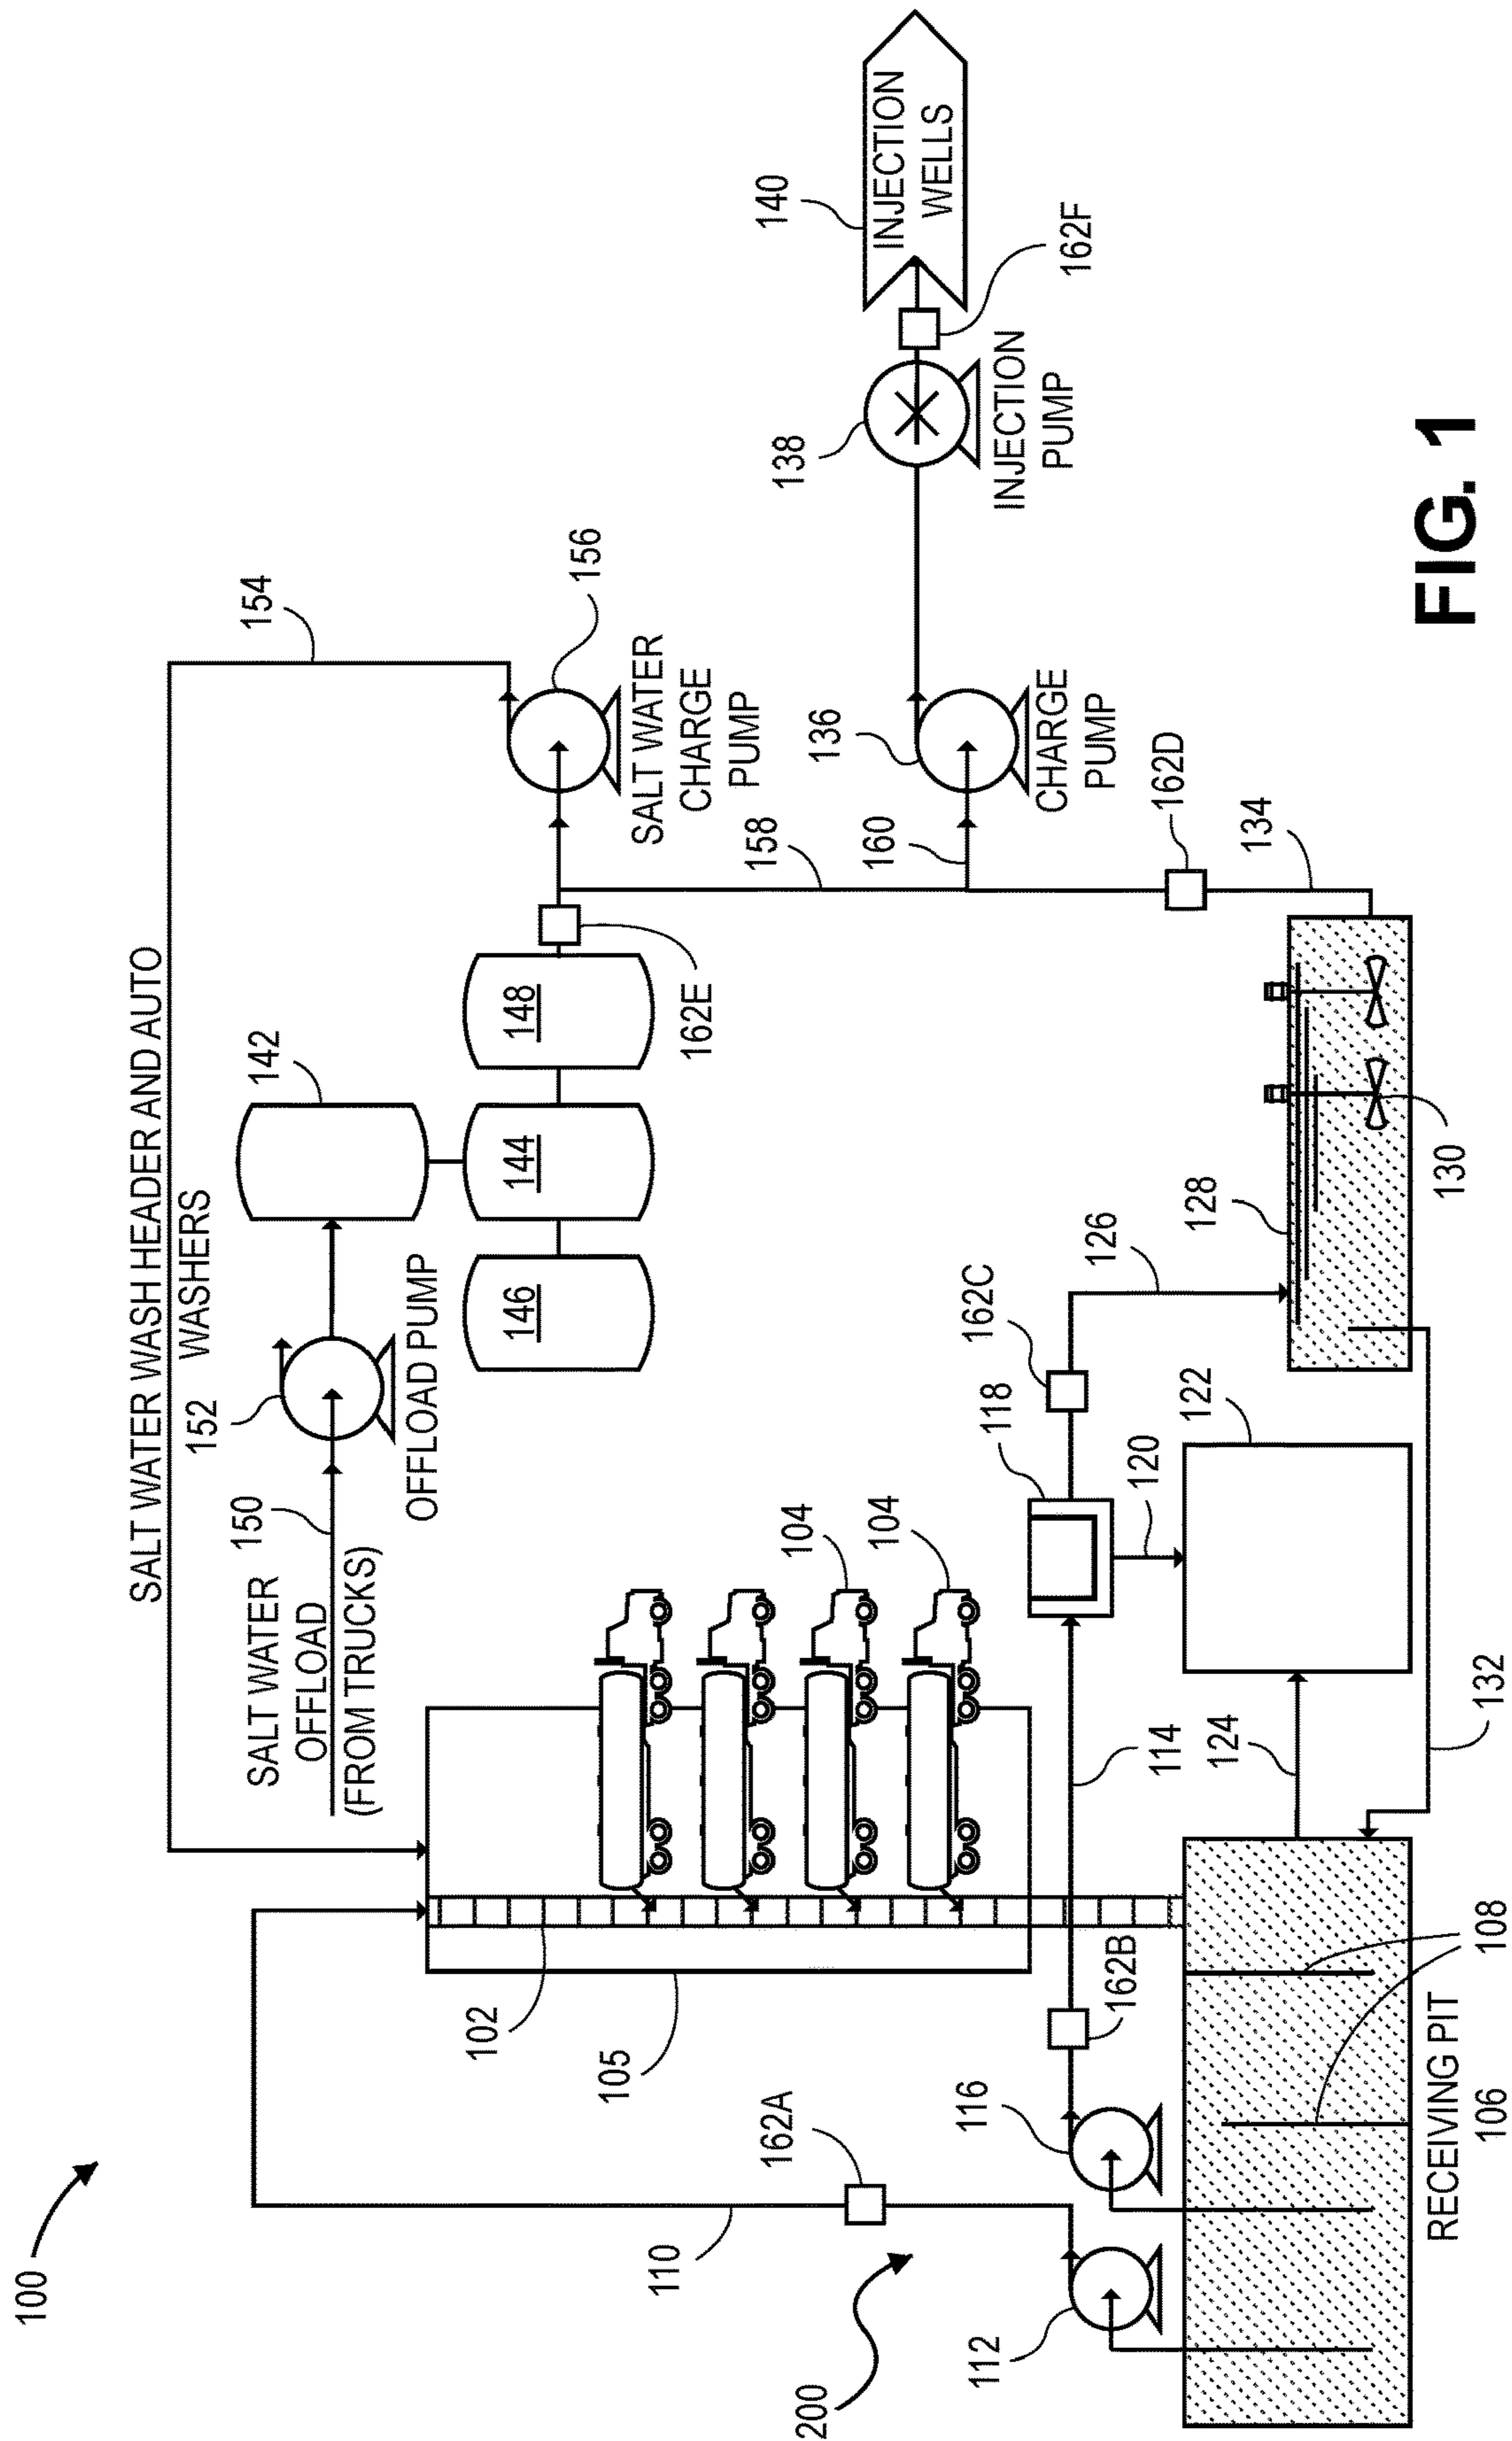 100
SALT WATER WASH HEADER AND AUTO
WASHERS
154
142
152
150
SALT WATER
OFFLOAD
(FROM TRUCKS)
OFFLOAD PUMP
102
146
144
148
156
105
SALT WATER
CHARGE
PUMP
110
162E
158
162A
140
138
104
200
136
160
104
INJECTION
WELLS
112
116
118
162C
INJECTION
PUMP
CHARGE
PUMP
162F
126
162B
120
114
162D
122
128
124
134
RECEIVING PIT
106
108
132
130
FIG. 1